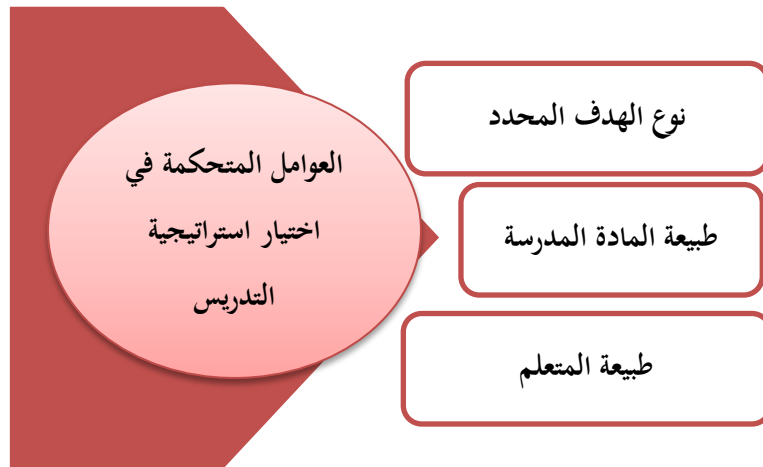 العوامل المتحكمة في
اختيار استراتيجية
التدريس
نوع الهدف المحدد
طبيعة المادة المدرسة
طبيعة المتعلم